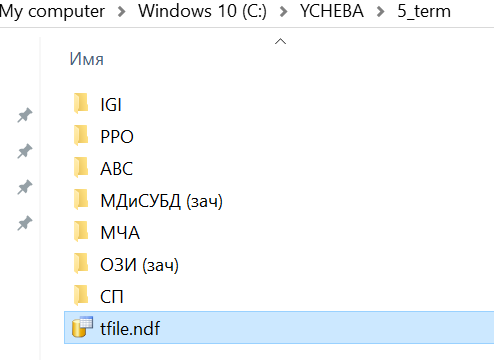 My computer > Windows 10 (C:) > YCHEBA > 5_term
Имя
IGI
PPO
ABC
МДиСУБД (зач)
МЧА
ОЗИ (зач)
СП
tfile.ndf